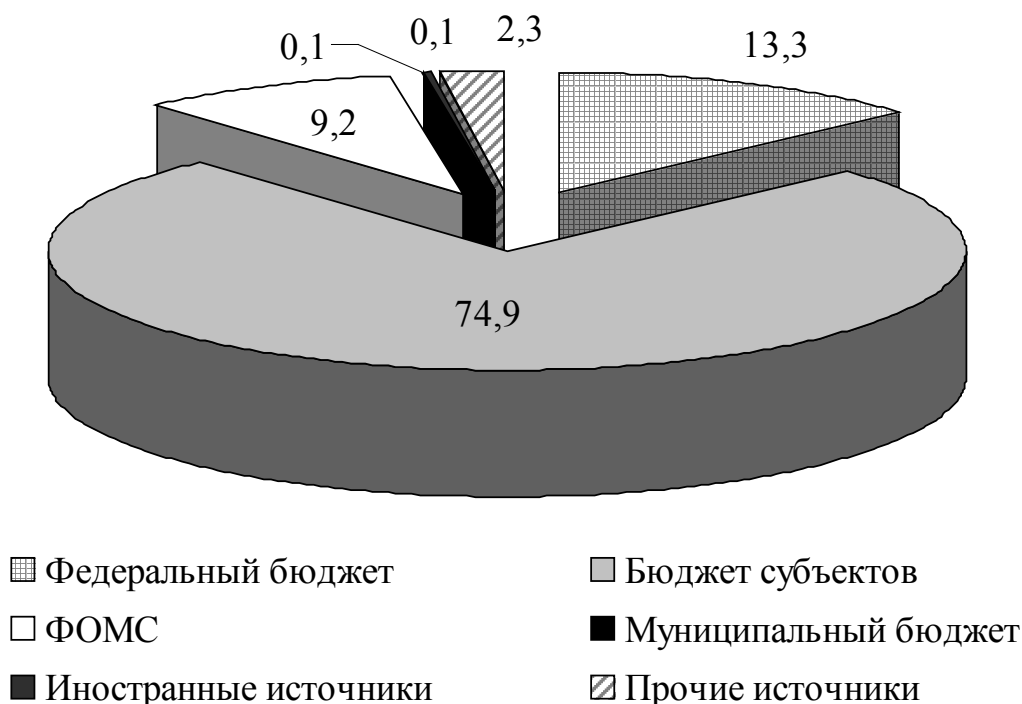 0,1 0,1 2,3 13,3
9,2
74,9
Федеральный бюджет Бюджет субъектов
ФОМС Муниципальный бюджет
Иностранные источники Прочие источники